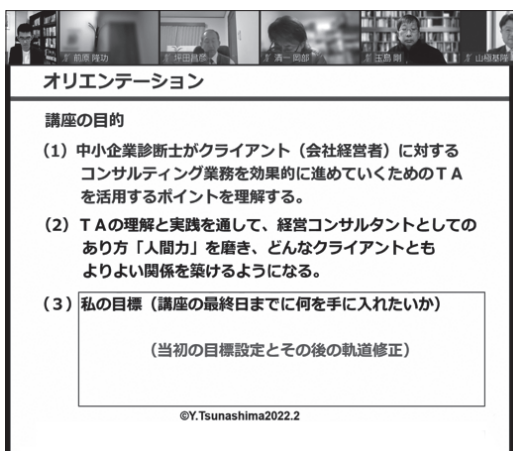 前原 隆功
坪田昌彦
清一 岡部
玉島 剛
山極基隆
オリエンテーション
講座の目的
(1) 中小企業診断士がクライアント（会社経営者）に対する
コンサルティング業務を効果的に進めていくためのＴＡ
を活用するポイントを理解する。
(2) ＴＡの理解と実践を通して、経営コンサルタントとしての
あり方「人間力」を磨き、どんなクライアントとも
よりよい関係を築けるようになる。
(3) 私の目標（講座の最終日までに何を手に入れたいか）
（当初の目標設定とその後の軌道修正）
©Y.Tsunashima2022.2